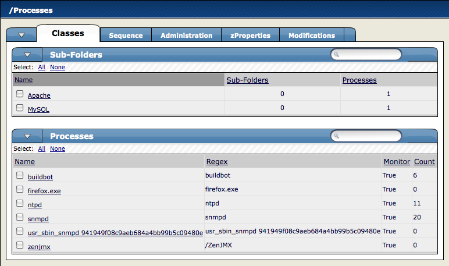 /Processes
Classes Sequence Administration zProperties Modifications
Sub-Folders
Select: All None
Name Sub-Folders Processes
Apache 0 1
MySQL 0 1
Processes
Select: All None
Name Regex Monitor Count
buildbot buildbot True 6
firefox.exe firefox.exe True 0
ntpd ntpd True 11
snmpd snmpd True 20
usr_sbin_snmpd 941949f08c9aeb684a4bb99b5c09480e usr_sbin_snmpd 941949f08c9aeb684a4bb99b5c09480e True 0
zenjmx /ZenJMX True 0